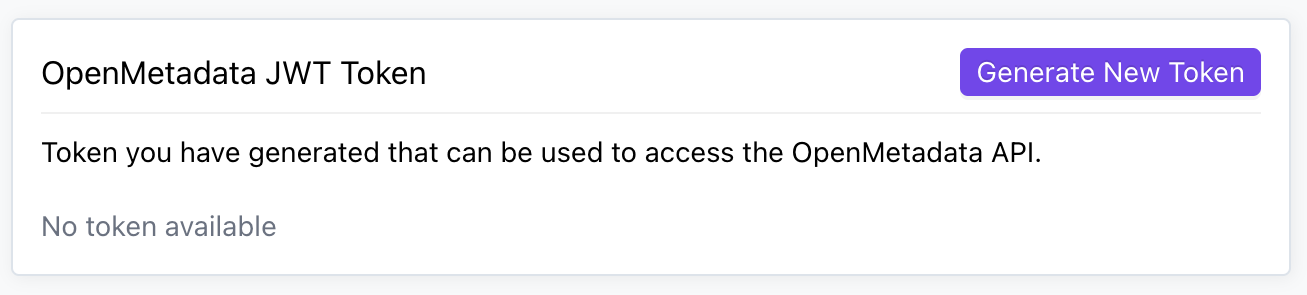 OpenMetadata JWT Token
Generate New Token
Token you have generated that can be used to access the OpenMetadata API.
No token available